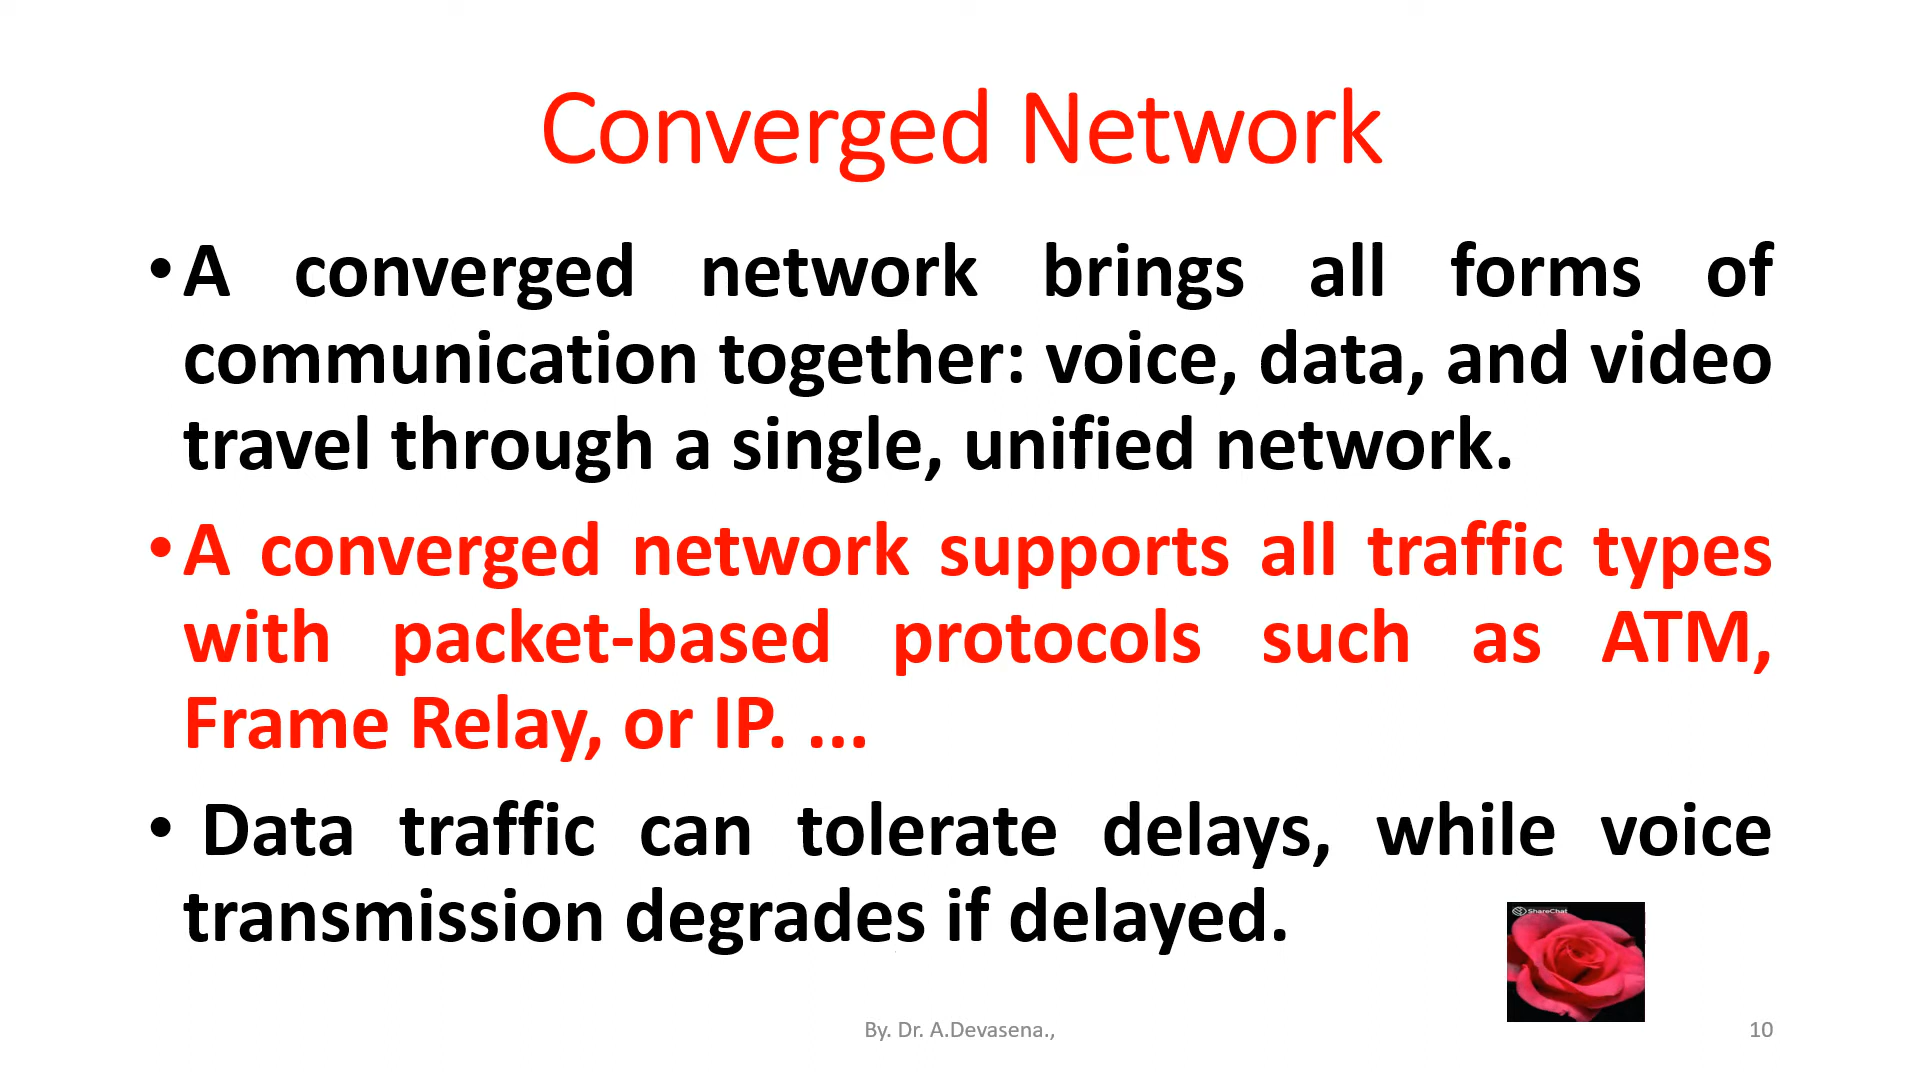 Converged Network
•A converged network brings all forms of
communication together: voice, data, and video
travel through a single, unified network.
•A converged network supports all traffic types
with packet-based protocols such as ATM,
Frame Relay, or IP. ...
• Data traffic can tolerate delays, while voice
transmission degrades if delayed.
ShareChat
By. Dr. A.Devasena.,
10